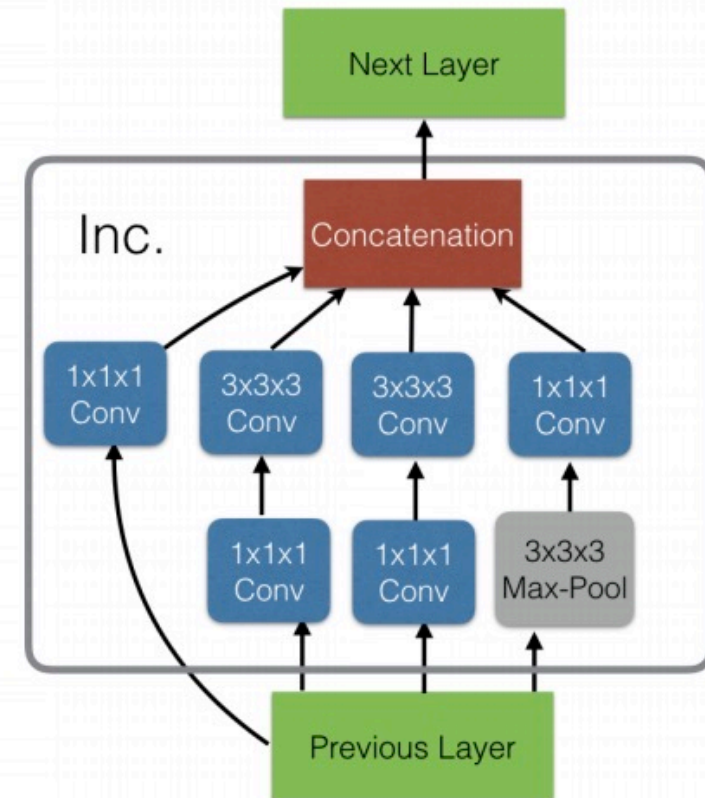 Next Layer
Inc.
Concatenation
1x1x1
Conv
3x3x3
Conv
3x3x3
Conv
1x1x1
Conv
1x1x1
Conv
1x1x1
Conv
3x3x3
Max-Pool
Previous Layer